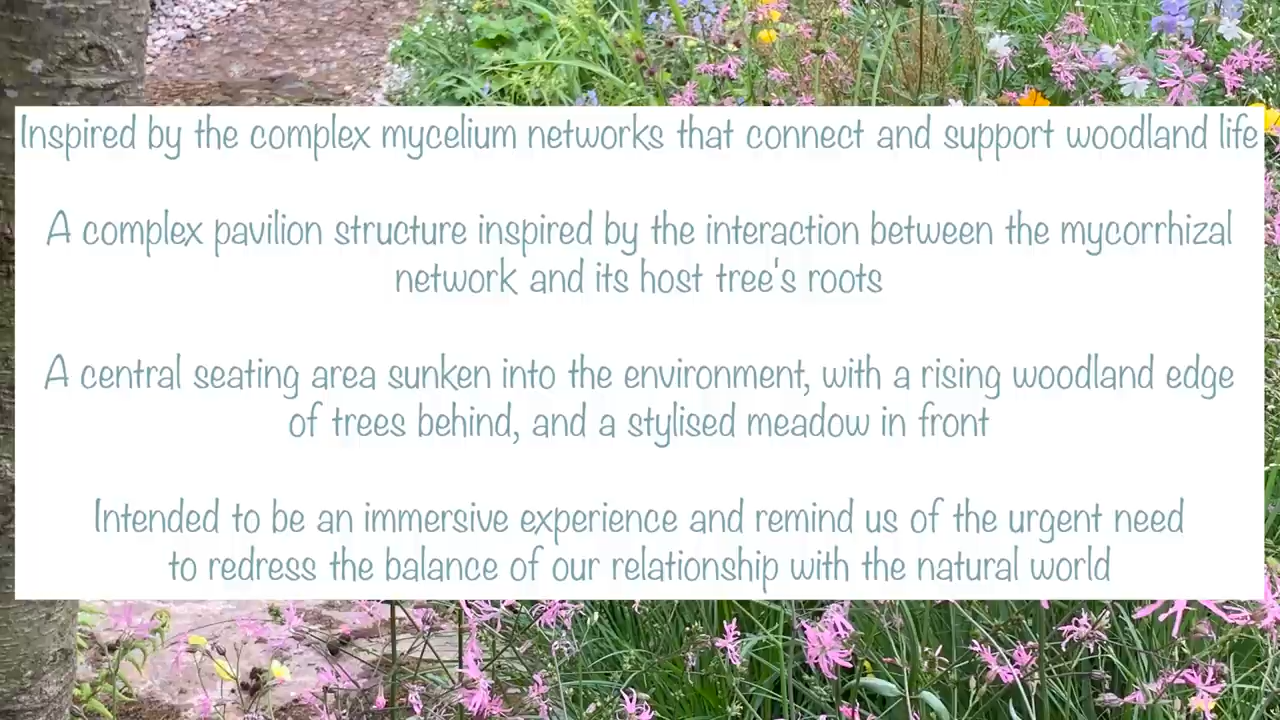 Inspired by the complex mycelium networks that connect and support woodland life
A complex pavilion structure inspired by the interaction between the mycorrhizal
network and its host tree's roots
A central seating area sunken into the environment, with a rising woodland edge
of trees behind, and a stylised meadow in front
Intended to be an immersive experience and remind us of the urgent need
to redress the balance of our relationship with the natural world